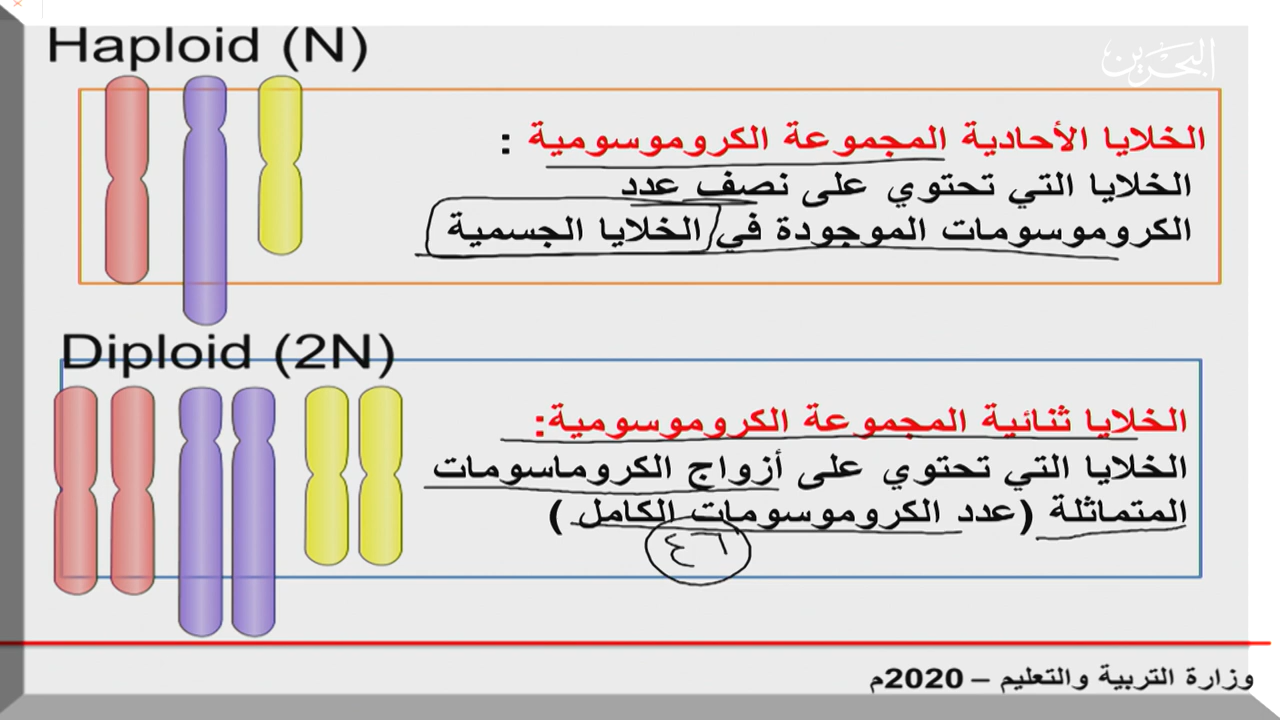 Haploid (N)
البحرين
الخلايا الأحادية المجموعة الكروموسومية :
الخلايا التي تحتوي على نصف عدد
الكروموسومات الموجودة في الخلايا الجسمية
Diploid (2N)
الخلايا ثنائية المجموعة الكروموسومية:
الخلايا التي تحتوي على أزواج الكروماسومات
المتماثلة (عدد الكروموسومات الكامل )
٤٦
وزارة التربية والتعليم – 2020م